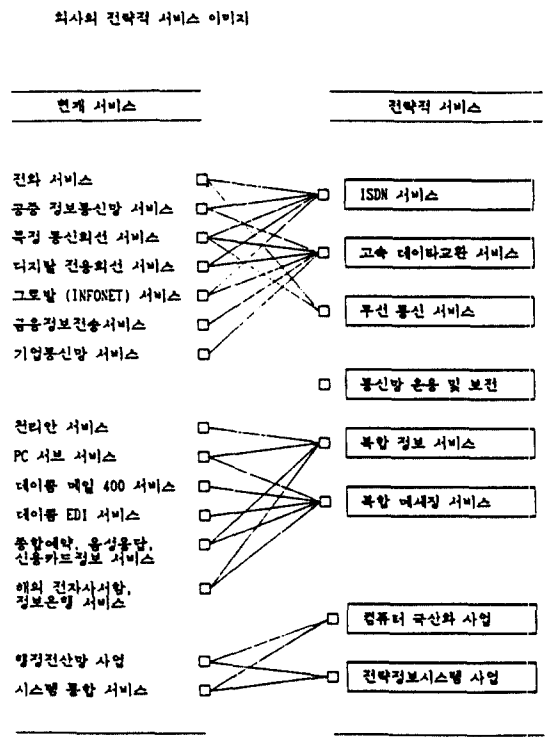 회사의 전략적 서비스 이미지
현재 서비스
전략적 서비스
전화 서비스
공중 정보통신망 서비스
특정 통신회선 서비스
디지탈 전용회선 서비스
그로발 (INFONET) 서비스
금융정보전송서비스
기업통신망 서비스
ISDN 서비스
고속 데이타교환 서비스
무선 통신 서비스
통신망 운용 및 보전
천리안 서비스
PC 서브 서비스
데이콤 메일 400 서비스
데이콤 EDI 서비스
종합예약, 음성응답,
신용카드정보 서비스
해외 전자사서함,
정보은행 서비스
복합 정보 서비스
복합 메세징 서비스
행정전산망 사업
시스템 통합 서비스
컴퓨터 국산화 사업
전략정보시스템 사업